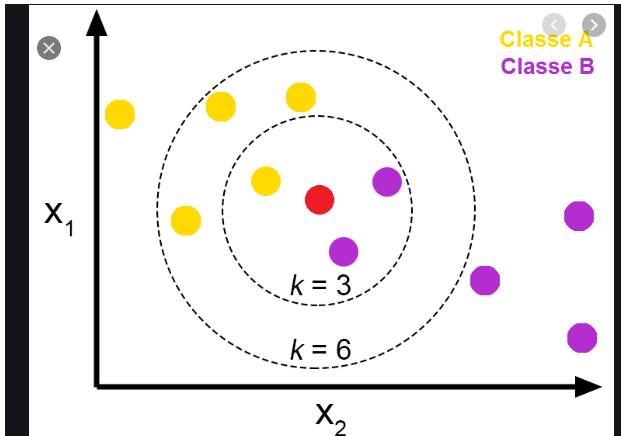 Classe A
Classe B
X1
k = 3
k = 6
X2